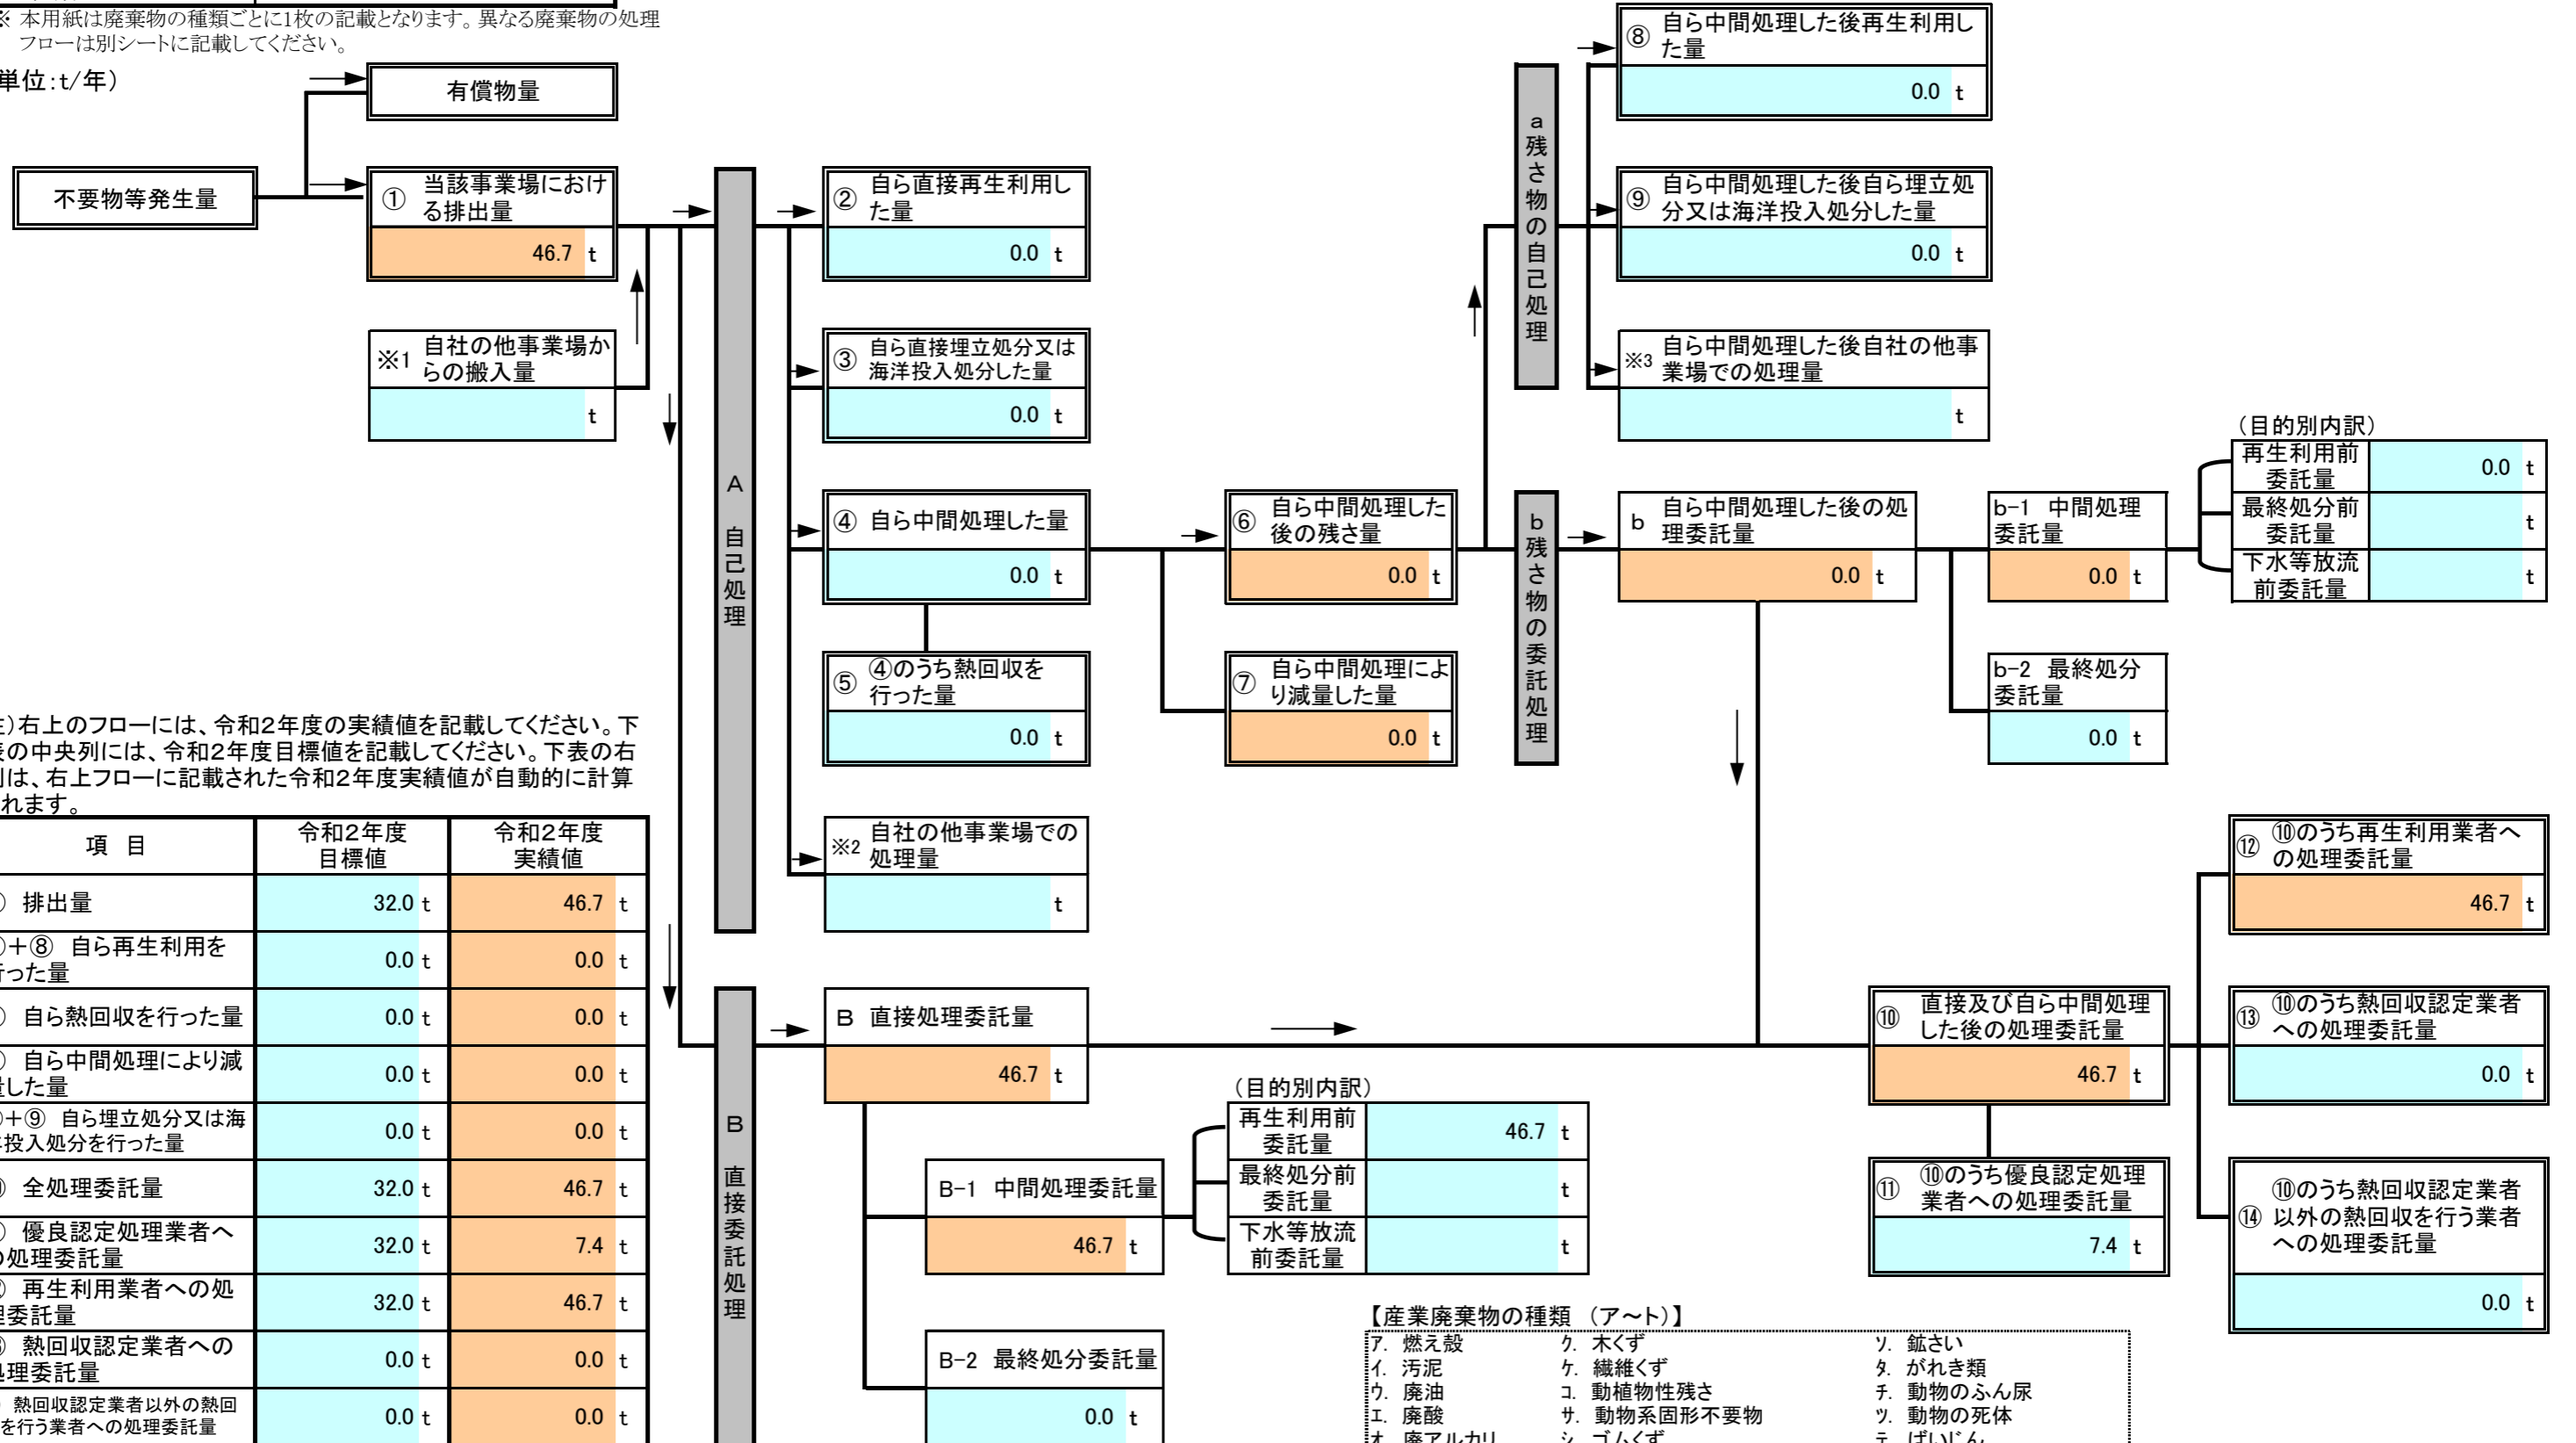 ※ 本用紙は廃棄物の種類ごとに1枚の記載となります。異なる廃棄物の処理
フローは別シートに記載してください。
単位：t/年）
有償物量
不要物等発生量
① 当該事業場におけ
る排出量
46.7 t
※1 自社の他事業場か
らの搬入量
t
A 自己処理
② 自ら直接再生利用し
た量
0.0 t
③ 自ら直接埋立処分又は
海洋投入処分した量
0.0 t
④ 自ら中間処理した量
0.0 t
⑤ ④のうち熱回収を
行った量
0.0 t
※2 自社の他事業場での
処理量
t
⑥ 自ら中間処理した
後の残さ量
0.0 t
⑦ 自ら中間処理によ
り減量した量
0.0 t
a残さ物の自己処理
⑧ 自ら中間処理した後再生利用し
た量
0.0 t
⑨ 自ら中間処理した後自ら埋立処
分又は海洋投入処分した量
0.0 t
※3 自ら中間処理した後自社の他事
業場での処理量
t
b残さ物の委託処理
b 自ら中間処理した後の処
理委託量
0.0 t
b-1 中間処理
委託量
0.0 t
b-2 最終処分
委託量
0.0 t
（目的別内訳）
再生利用前
委託量
0.0 t
最終処分前
委託量
t
下水等放流
前委託量
t
）右上のフローには、令和2年度の実績値を記載してください。下
の中央列には、令和2年度目標値を記載してください。下表の右
は、右上フローに記載された令和2年度実績値が自動的に計算
れます。
項 目 令和2年度
目標値 令和2年度
実績値
） 排出量 32.0 t 46.7 t
）＋⑧ 自ら再生利用を
行った量 0.0 t 0.0 t
） 自ら熱回収を行った量 0.0 t 0.0 t
） 自ら中間処理により減
量した量 0.0 t 0.0 t
＋⑨ 自ら埋立処分又は海
洋投入処分を行った量 0.0 t 0.0 t
） 全処理委託量 32.0 t 46.7 t
） 優良認定処理業者へ
の処理委託量 32.0 t 7.4 t
） 再生利用業者への処
理委託量 32.0 t 46.7 t
） 熱回収認定業者への
処理委託量 0.0 t 0.0 t
熱回収認定業者以外の熱回
を行う業者への処理委託量 0.0 t 0.0 t
B 直接委託処理
B 直接処理委託量
46.7 t
B-1 中間処理委託量
46.7 t
B-2 最終処分委託量
0.0 t
（目的別内訳）
再生利用前
委託量
46.7 t
最終処分前
委託量
t
下水等放流
前委託量
t
⑩ 直接及び自ら中間処理
した後の処理委託量
46.7 t
⑪ ⑩のうち優良認定処理
業者への処理委託量
7.4 t
⑫ ⑩のうち再生利用業者へ
の処理委託量
46.7 t
⑬ ⑩のうち熱回収認定業者
への処理委託量
0.0 t
⑭ ⑩のうち熱回収認定業者
以外の熱回収を行う業者
への処理委託量
0.0 t
【産業廃棄物の種類 （ア～ト）】
ア. 燃え殻 ク. 木くず ソ. 鉱さい
イ. 汚泥 ケ. 繊維くず タ. がれき類
ウ. 廃油 コ. 動植物性残さ チ. 動物のふん尿
エ. 廃酸 サ. 動物系固形不要物 ツ. 動物の死体
オ. 廃アルカリ シ. ゴムくず テ. ばいじん